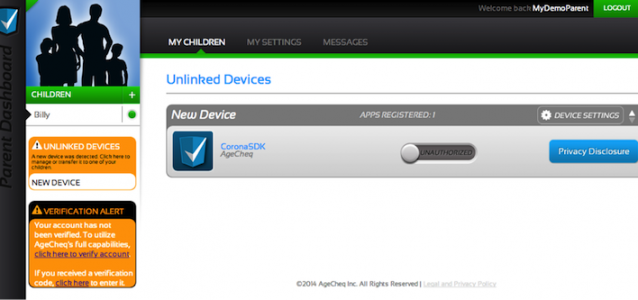 Parent Dashboard
Welcome back MyDemoParent
LOGOUT
MY CHILDREN
MY SETTINGS
MESSAGES
Unlinked Devices
CHILDREN +
Billy
UNLINKED DEVICES
A new device was detected. Click here to
manage or transfer it to one of your
children.
NEW DEVICE
VERIFICATION ALERT
Your account has not
been verified. To utilize
AgeCheq's full capabilities,
click here to verify account.
If you received a verification
code, click here to enter it.
New Device
APPS REGISTERED: 1
DEVICE SETTINGS
CoronaSDK
AgeCheq
UNAUTHORIZED
Privacy Disclosure
©2014 AgeCheq Inc. All Rights Reserved | Legal and Privacy Policy